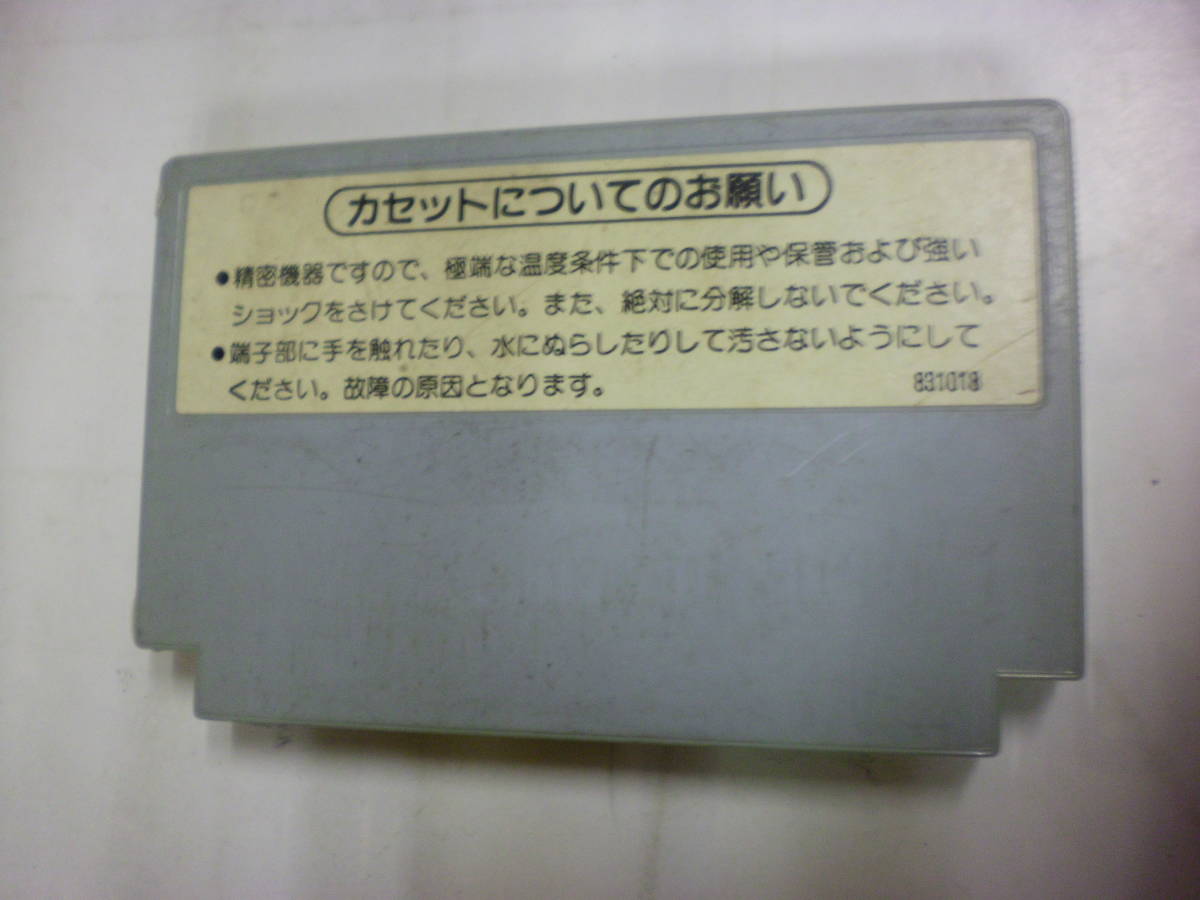 カセットについてのお願い
●精密機器ですので、極端な温度条件下での使用や保管および強い
ショックをさけてください。また、絶対に分解しないでください。
●端子部に手を触れたり、水にぬらしたりして汚さないようにして
ください。故障の原因となります。 831018